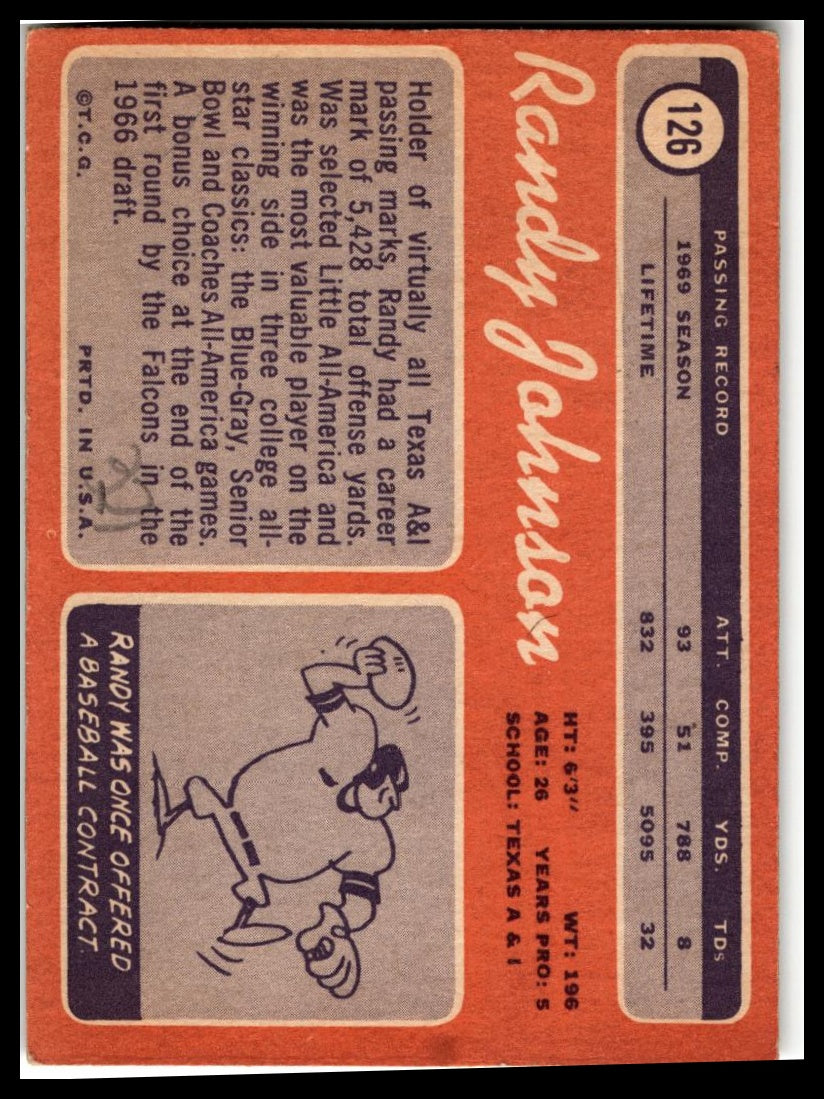 126
PASSING RECORD ATT. COMP. YDS. TDs
1969 SEASON 93 51 788 8
LIFETIME 832 395 5095 32
Randy Johnson
HT: 6'3" WT: 196
AGE: 26 YEARS PRO: 5
SCHOOL: TEXAS A & I
Holder of virtually all Texas A&I
passing marks, Randy had a career
mark of 5,428 total offense yards.
Was selected Little All-America and
was the most valuable player on the
winning side in three college all-
star classics: the Blue-Gray, Senior
Bowl and Coaches All-America games.
A bonus choice at the end of the
first round by the Falcons in the
1966 draft.
©T.C.G. PRTD. IN U.S.A.
RANDY WAS ONCE OFFERED
A BASEBALL CONTRACT.